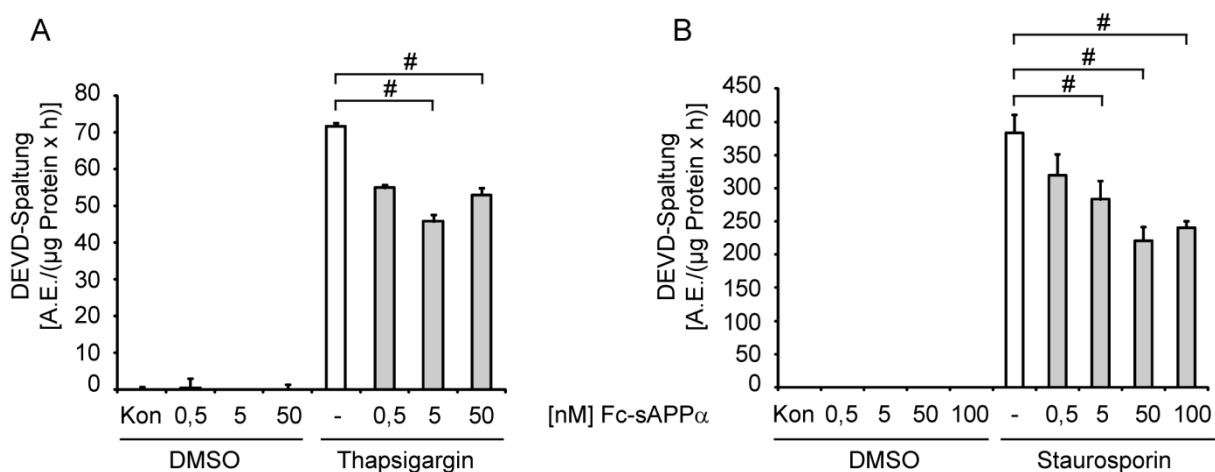 A
DEVD-Spaltung
[A.E./(µg Protein x h)]
80
70
60
50
40
30
20
10
0
#
#
Kon 0,5 5 50 - 0,5 5 50
DMSO Thapsigargin
[nM] Fc-sAPPα
B
DEVD-Spaltung
[A.E./(µg Protein x h)]
450
400
350
300
250
200
150
100
50
0
#
#
#
Kon 0,5 5 50 100 - 0,5 5 50 100
DMSO Staurosporin